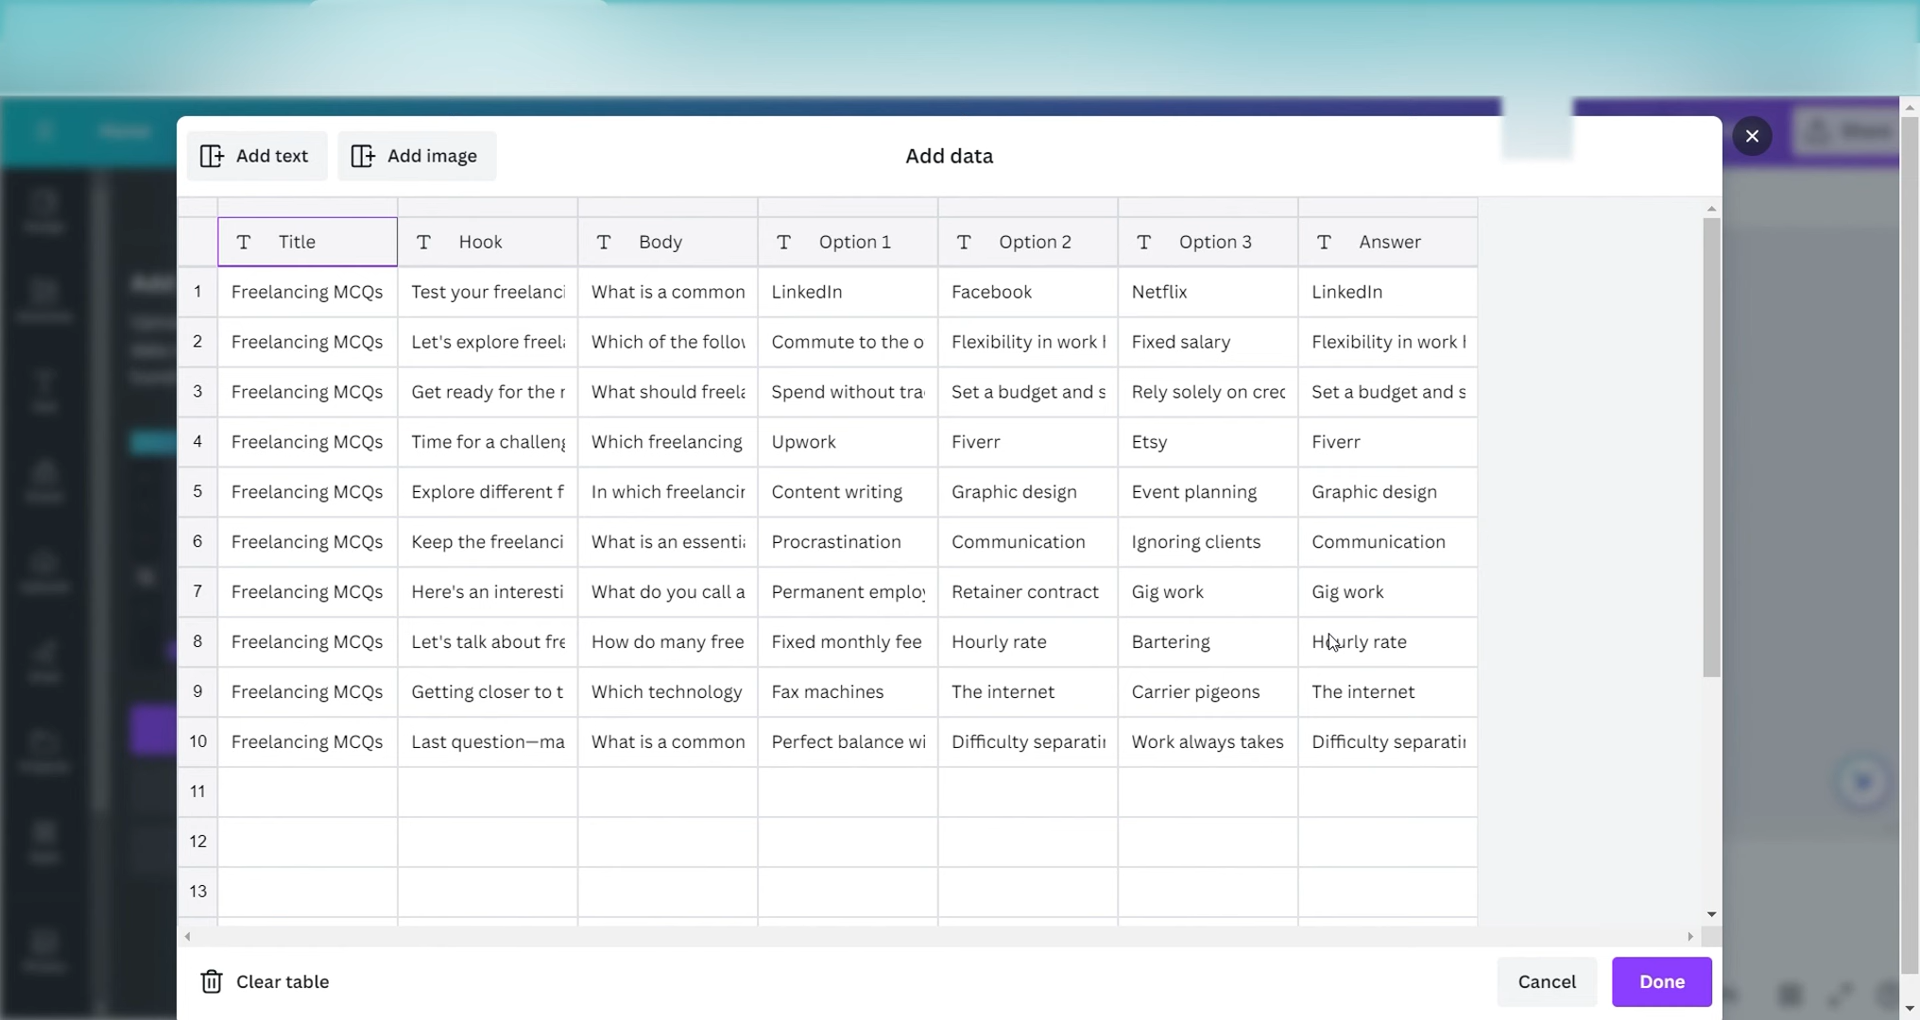 Add text Add image Add data
Title Hook Body Option 1 Option 2 Option 3 Answer
1 Freelancing MCQs Test your freelanci What is a common LinkedIn Facebook Netflix LinkedIn
2 Freelancing MCQs Let's explore freela Which of the follow Commute to the o Flexibility in work h Fixed salary Flexibility in work h
3 Freelancing MCQs Get ready for the r What should freela Spend without tra Set a budget and s Rely solely on crec Set a budget and s
4 Freelancing MCQs Time for a challeng Which freelancing Upwork Fiverr Etsy Fiverr
5 Freelancing MCQs Explore different f In which freelancin Content writing Graphic design Event planning Graphic design
6 Freelancing MCQs Keep the freelanci What is an essentia Procrastination Communication Ignoring clients Communication
7 Freelancing MCQs Here's an interesti What do you call a Permanent employ Retainer contract Gig work Gig work
8 Freelancing MCQs Let's talk about fre How do many free Fixed monthly fee Hourly rate Bartering Hourly rate
9 Freelancing MCQs Getting closer to t Which technology Fax machines The internet Carrier pigeons The internet
10 Freelancing MCQs Last question—ma What is a common Perfect balance wi Difficulty separatin Work always takes Difficulty separatin
11
12
13
Clear table Cancel Done